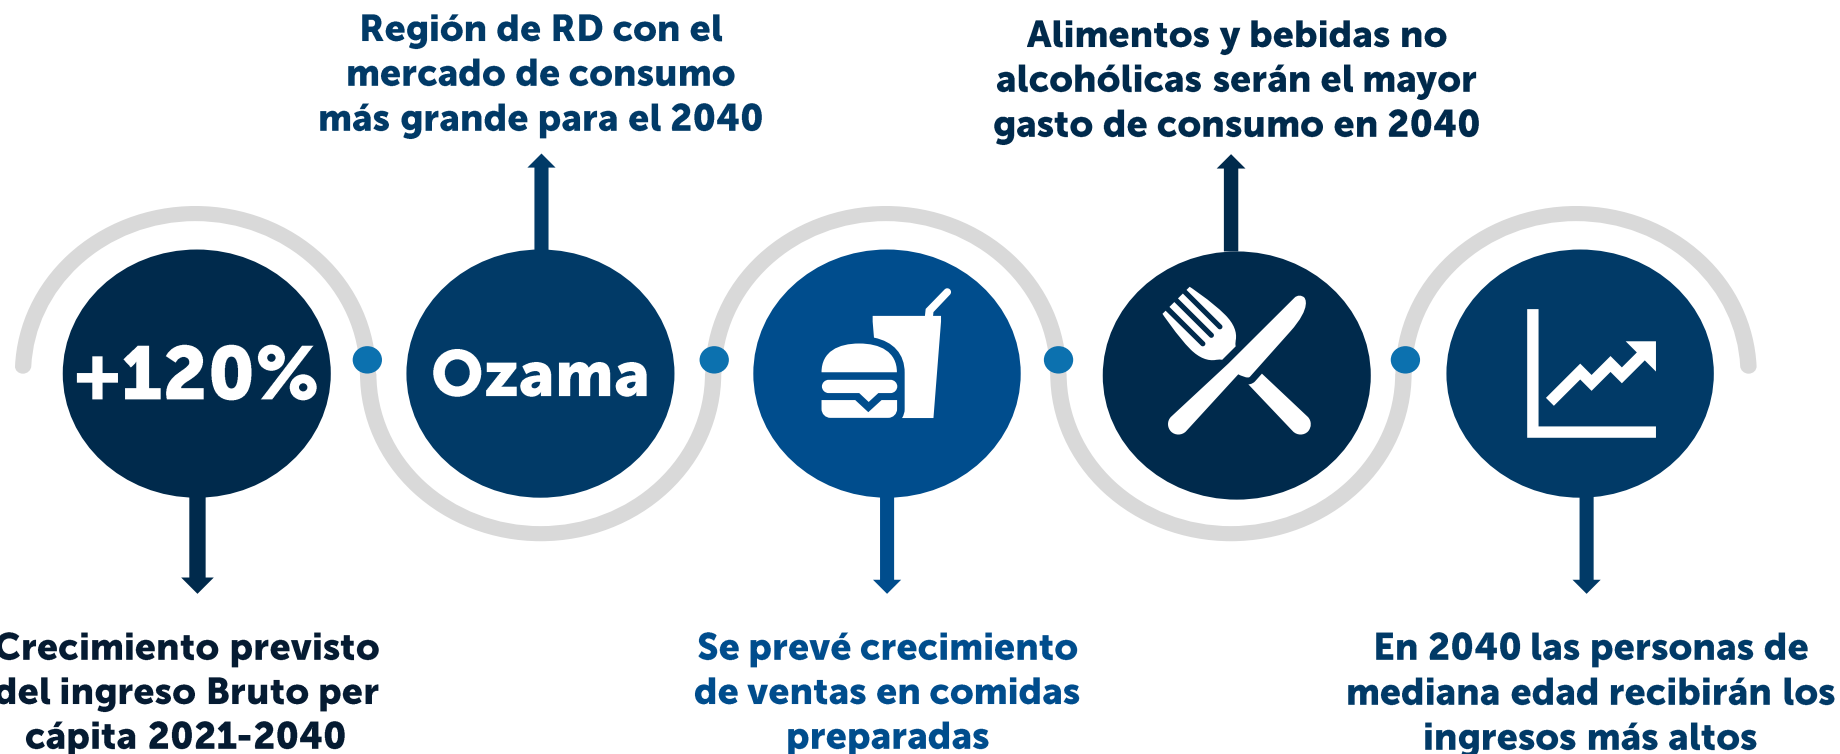 Región de RD con el
mercado de consumo
más grande para el 2040
Alimentos y bebidas no
alcohólicas serán el mayor
gasto de consumo en 2040
+120%
Ozama
Crecimiento previsto
del ingreso Bruto per
cápita 2021-2040
Se prevé crecimiento
de ventas en comidas
preparadas
En 2040 las personas de
mediana edad recibirán los
ingresos más altos